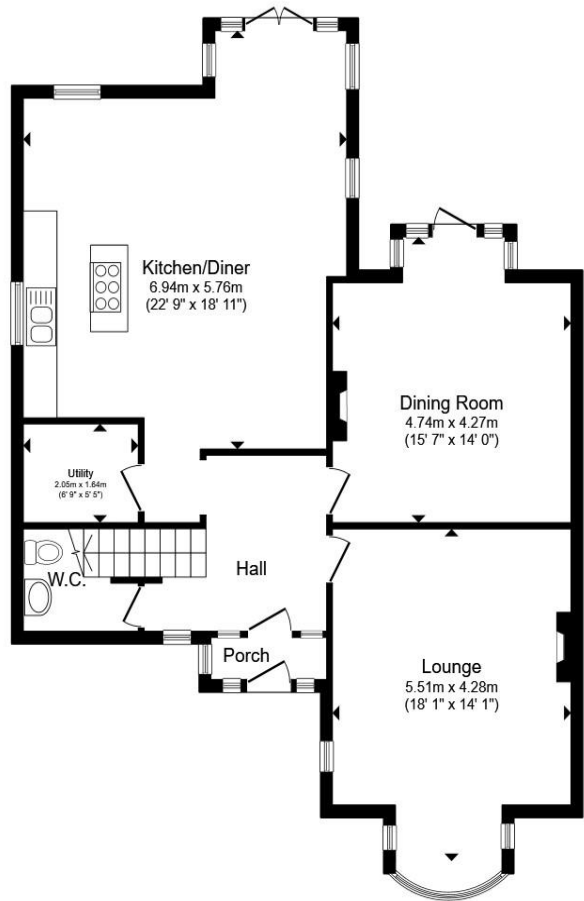 Kitchen/Diner
6.94m x 5.76m
(22' 9" x 18' 11")
Dining Room
4.74m x 4.27m
(15' 7" x 14' 0")
Utility
2.05m x 1.64m
(6' 9" x 5' 5")
Hall
W.C.
Porch
Lounge
5.51m x 4.28m
(18' 1" x 14' 1")